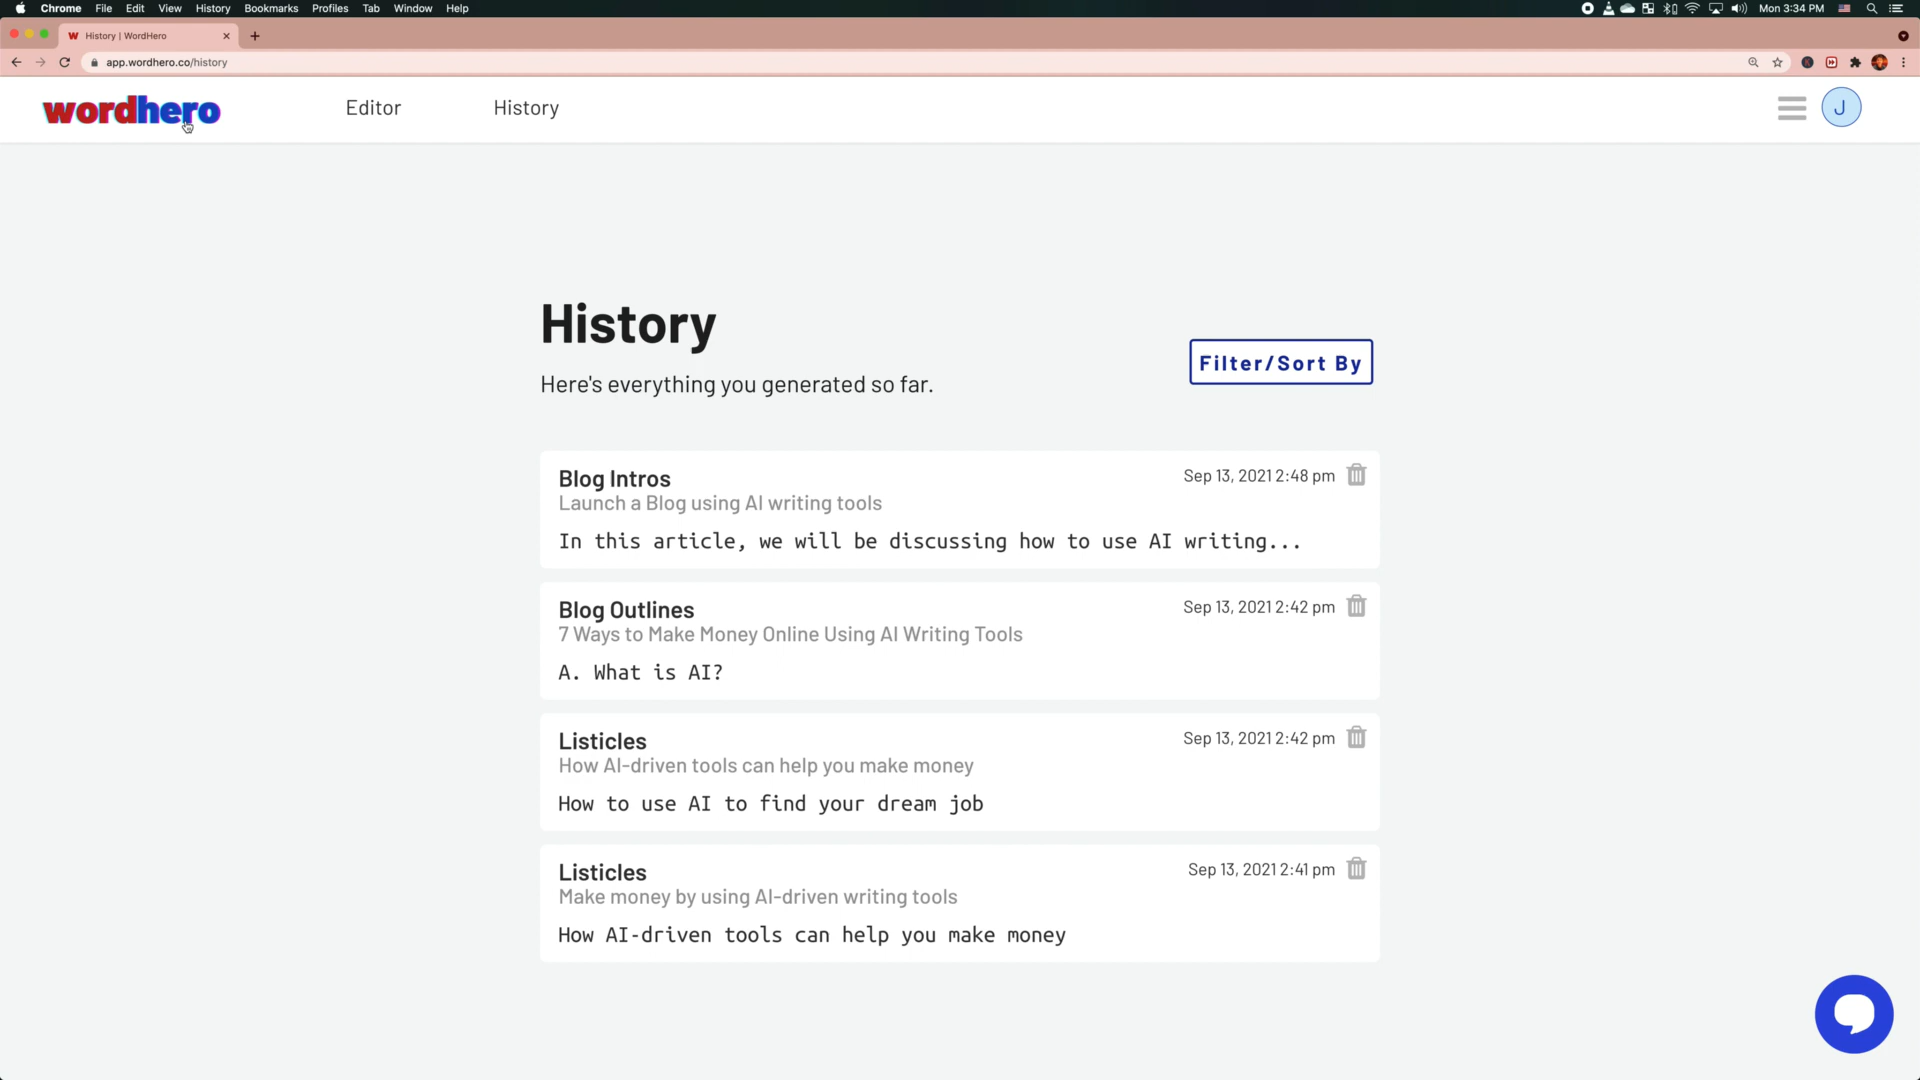 Chrome File Edit View History Bookmarks Profiles Tab Window Help Mon 3:34 PM
History | WordHero
app.wordhero.co/history
wordhero Editor History J
History
Here's everything you generated so far.
Filter/Sort By
Blog Intros Sep 13, 2021 2:48 pm
Launch a Blog using AI writing tools
In this article, we will be discussing how to use AI writing...
Blog Outlines Sep 13, 2021 2:42 pm
7 Ways to Make Money Online Using AI Writing Tools
A. What is AI?
Listicles Sep 13, 2021 2:42 pm
How AI-driven tools can help you make money
How to use AI to find your dream job
Listicles Sep 13, 2021 2:41 pm
Make money by using AI-driven writing tools
How AI-driven tools can help you make money